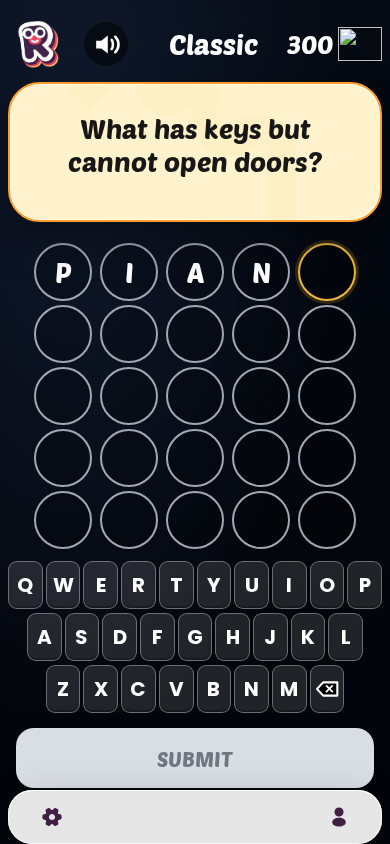 Classic
300
What has keys but
cannot open doors?
P I A N
Q W E R T Y U I O P
A S D F G H J K L
Z X C V B N M
SUBMIT